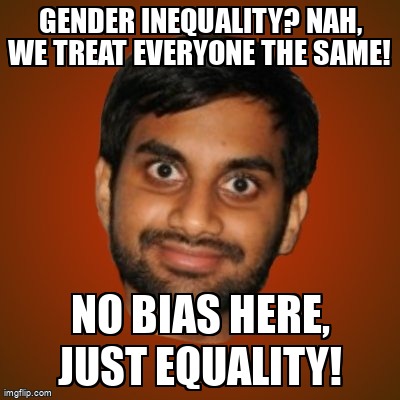 GENDER INEQUALITY? NAH,
WE TREAT EVERYONE THE SAME!
NO BIAS HERE,
JUST EQUALITY!
imgflip.com